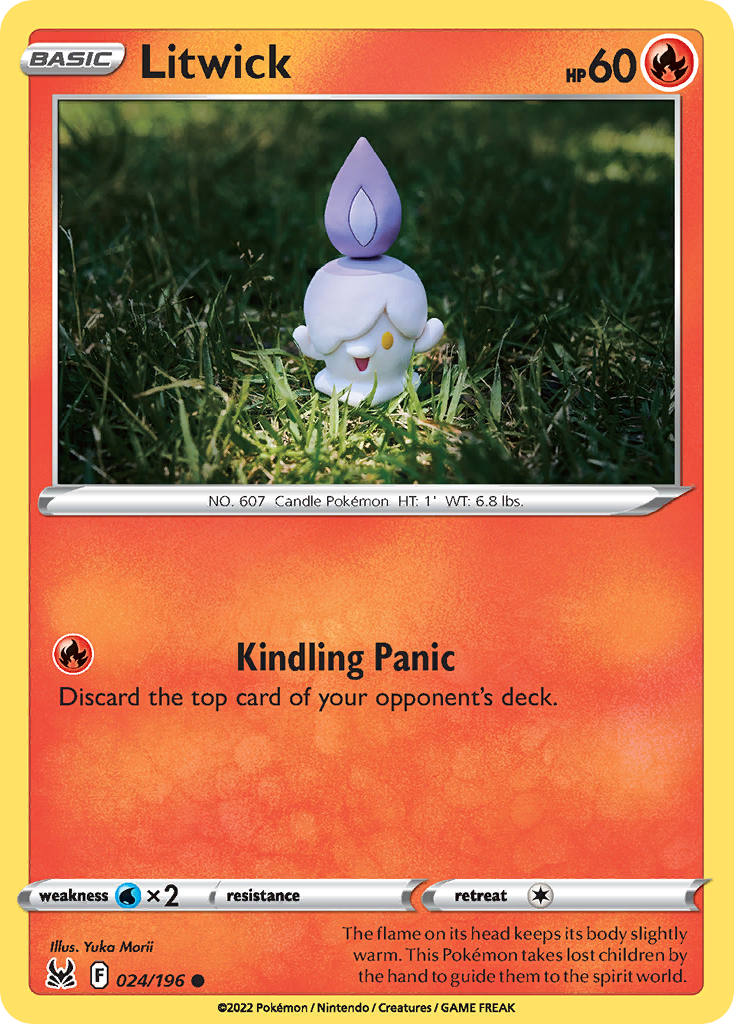 BASIC Litwick HP60
NO. 607 Candle Pokémon HT: 1' WT: 6.8 lbs.
Kindling Panic
Discard the top card of your opponent's deck.
weakness ×2 resistance retreat
Illus. Yuka Morii
The flame on its head keeps its body slightly
warm. This Pokémon takes lost children by
the hand to guide them to the spirit world.
F 024/196
©2022 Pokémon / Nintendo / Creatures / GAME FREAK